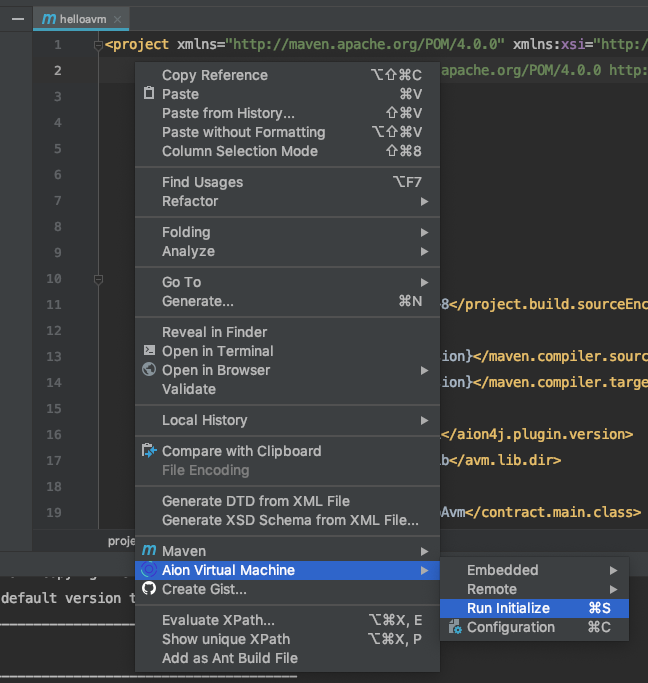 helloavm
1 <project xmlns="http://maven.apache.org/POM/4.0.0" xmlns:xsi="http:/
2 apache.org/POM/4.0.0 http:
3
4
5
6
7
8
9
10
11 8</project.build.sourceEnc
12
13 ion}</maven.compiler.sourc
14 ion}</maven.compiler.targe
15
16 </aion4j.plugin.version>
17 b</avm.lib.dir>
18
19 Avm</contract.main.class>
Copy Reference ⌥⇧⌘C
Paste ⌘V
Paste from History... ⇧⌘V
Paste without Formatting ⌥⇧⌘V
Column Selection Mode ⇧⌘8
Find Usages ⌥F7
Refactor
Folding
Analyze
Go To
Generate... ⌘N
Reveal in Finder
Open in Terminal
Open in Browser
Validate
Local History
Compare with Clipboard
File Encoding
Generate DTD from XML File
Generate XSD Schema from XML File...
Maven
Aion Virtual Machine
Create Gist...
Evaluate XPath... ⌥⌘X, E
Show unique XPath ⌥⌘X, P
Add as Ant Build File
Embedded
Remote
Run Initialize ⌘S
Configuration ⌘C
proje
default version t